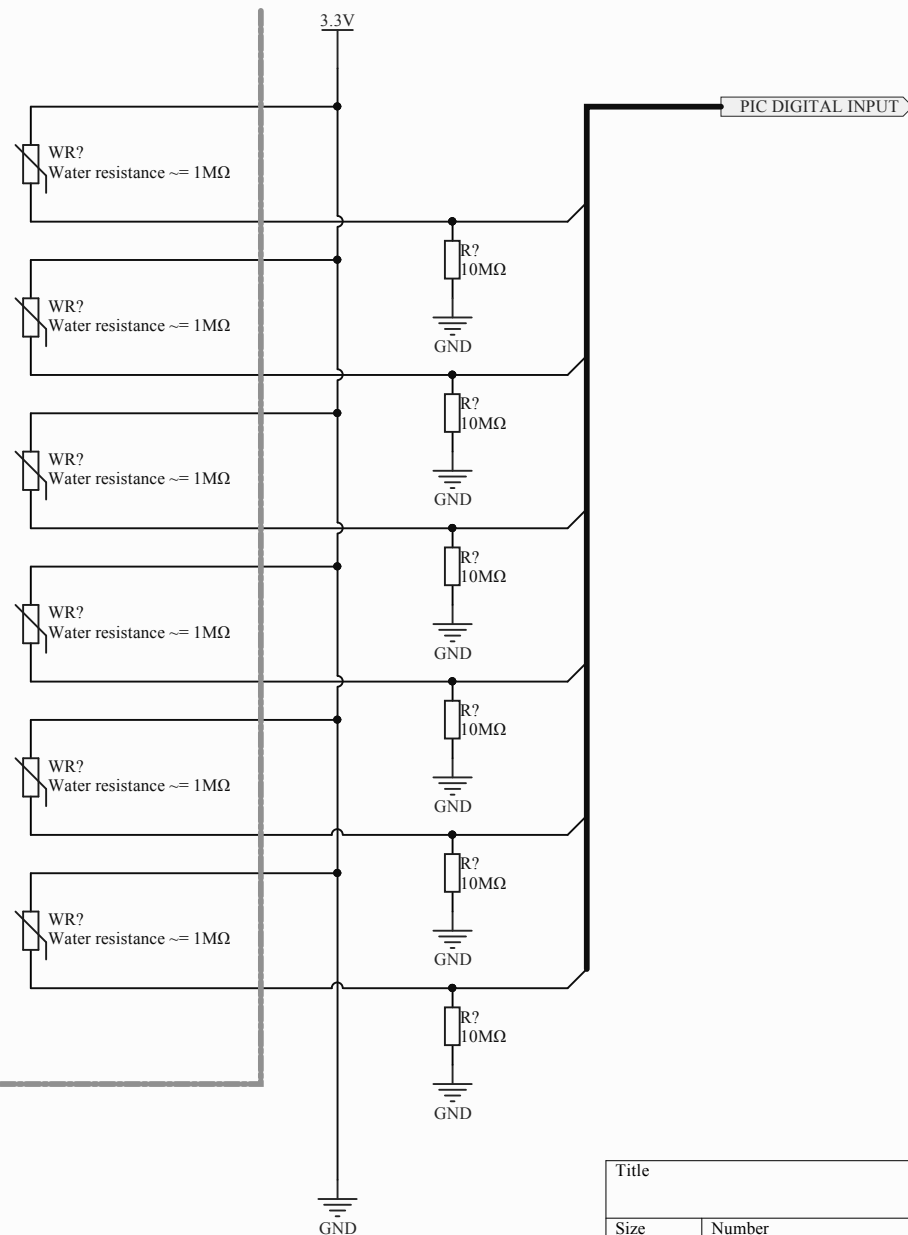 3.3V
PIC DIGITAL INPUT
WR?
Water resistance ~= 1MΩ
R?
10MΩ
GND
WR?
Water resistance ~= 1MΩ
R?
10MΩ
GND
WR?
Water resistance ~= 1MΩ
R?
10MΩ
GND
WR?
Water resistance ~= 1MΩ
R?
10MΩ
GND
WR?
Water resistance ~= 1MΩ
R?
10MΩ
GND
WR?
Water resistance ~= 1MΩ
R?
10MΩ
GND
GND
Title
Size
Number